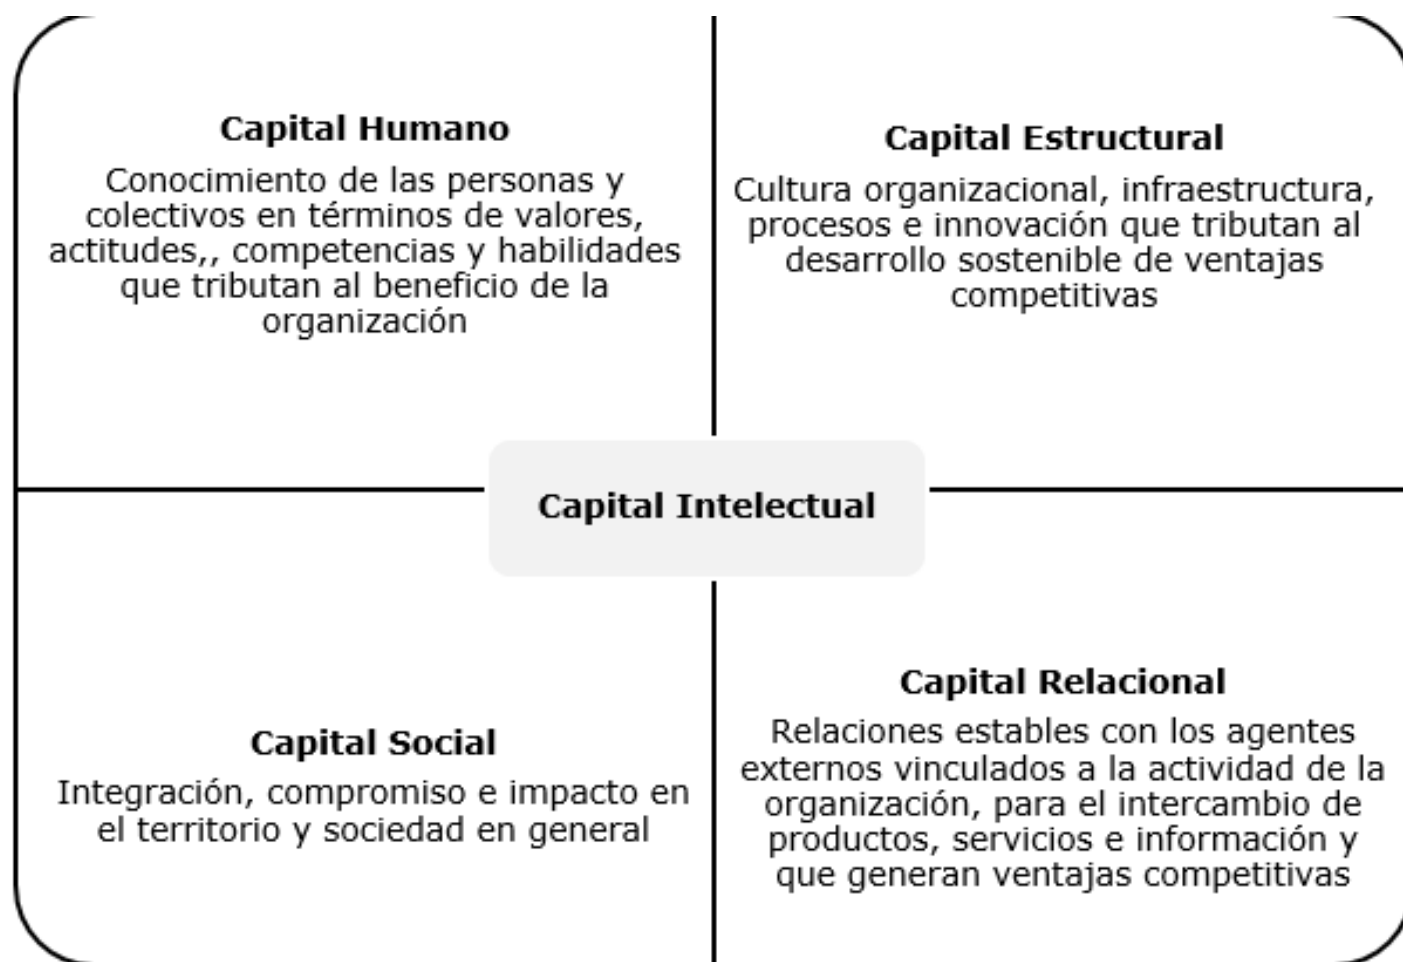 Capital Humano
Conocimiento de las personas y
colectivos en términos de valores,
actitudes,, competencias y habilidades
que tributan al beneficio de la
organización
Capital Estructural
Cultura organizacional, infraestructura,
procesos e innovación que tributan al
desarrollo sostenible de ventajas
competitivas
Capital Intelectual
Capital Social
Integración, compromiso e impacto en
el territorio y sociedad en general
Capital Relacional
Relaciones estables con los agentes
externos vinculados a la actividad de la
organización, para el intercambio de
productos, servicios e información y
que generan ventajas competitivas